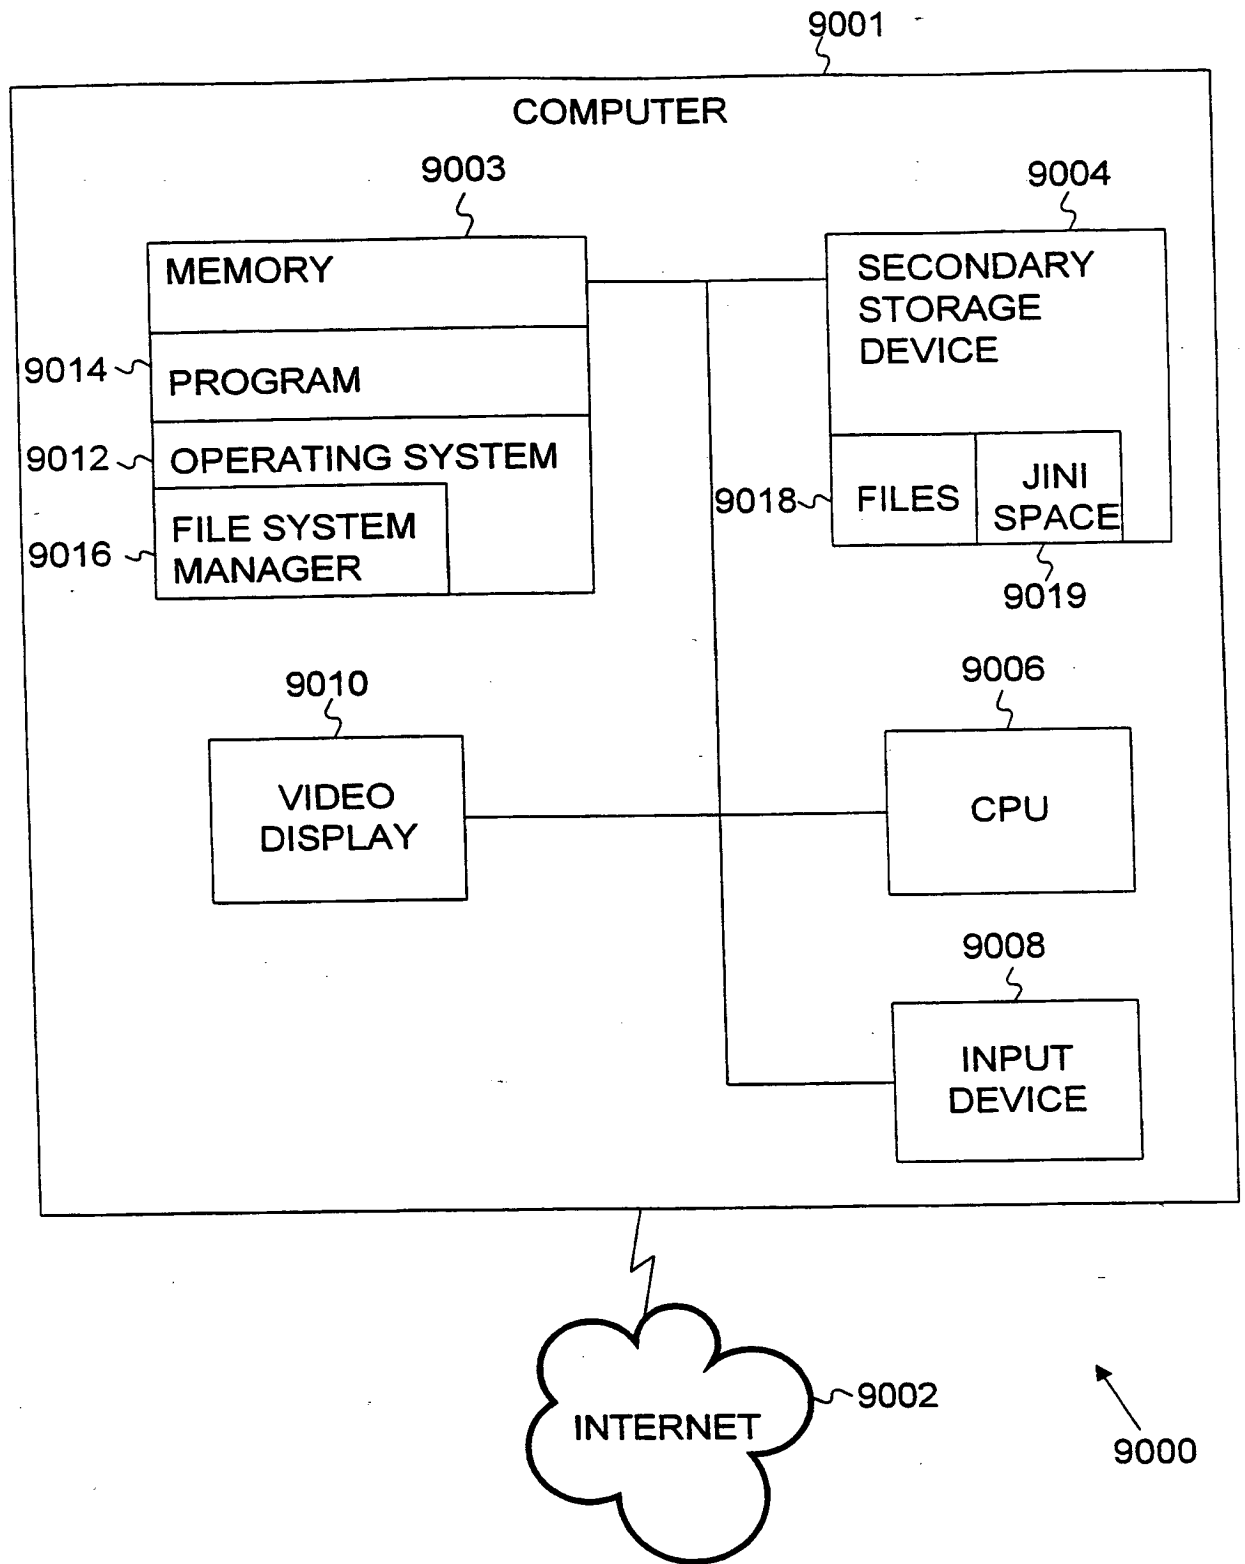 9001
COMPUTER
9003
9004
MEMORY
SECONDARY
STORAGE
DEVICE
9014
PROGRAM
9012
OPERATING SYSTEM
9018
FILES
JINI
SPACE
9016
FILE SYSTEM
MANAGER
9019
9010
9006
VIDEO
DISPLAY
CPU
9008
INPUT
DEVICE
INTERNET
9002
9000